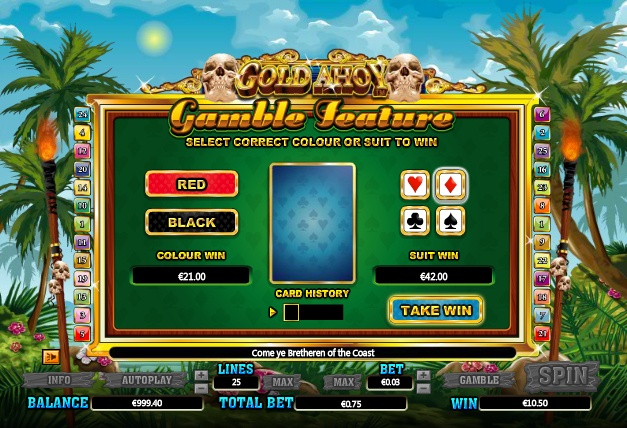 GOLD AHOY
Gamble Feature
SELECT CORRECT COLOUR OR SUIT TO WIN
RED
BLACK
COLOUR WIN
€21.00
SUIT WIN
€42.00
CARD HISTORY
TAKE WIN
Come ye Bretheren of the Coast
INFO
AUTOPLAY
LINES
25
MAX
MAX
BET
€0.03
GAMBLE
SPIN
BALANCE
€999.40
TOTAL BET
€0.75
WIN
€10.50